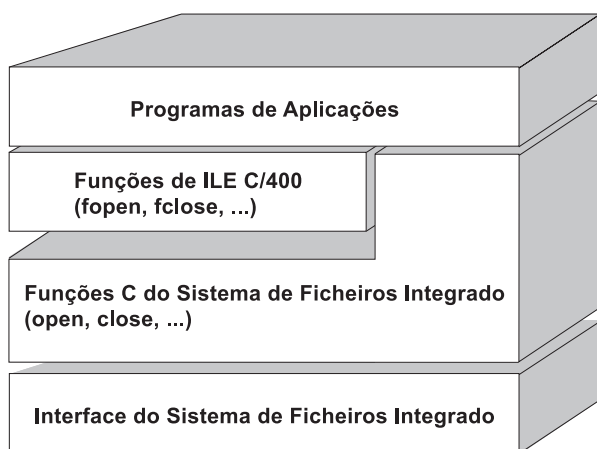 Programas de Aplicações
Funções de ILE C/400
(fopen, fclose, ...)
Funções C do Sistema de Ficheiros Integrado
(open, close, ...)
Interface do Sistema de Ficheiros Integrado